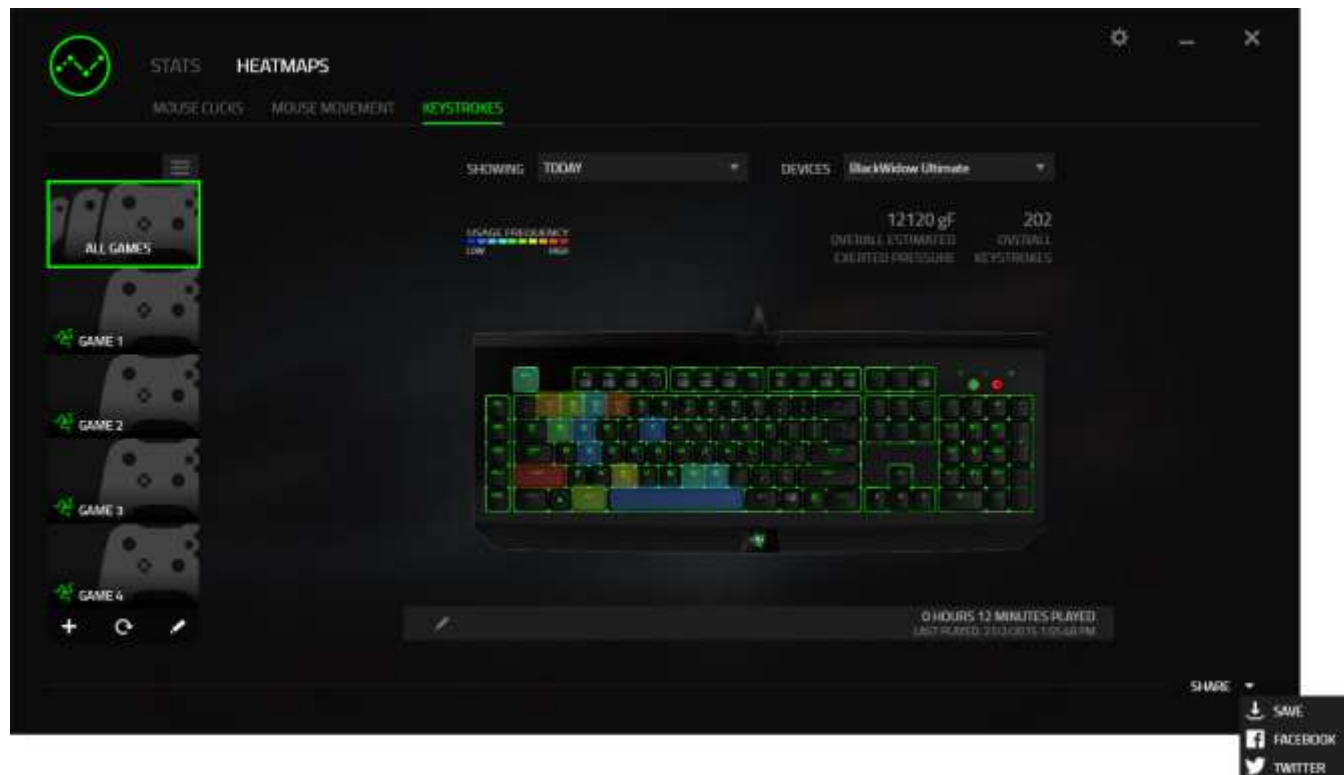 STATS HEATMAPS
MOUSE CLICKS MOUSE MOVEMENT KEYSTROKES
SHOWING TODAY DEVICES BlackWidow Ultimate
12120 gF 202
USAGE FREQUENCY
OVERALL ESTIMATED OVERALL
LOW HIGH
EXERTED PRESSURE KEYSTROKES
ALL GAMES
GAME 1
GAME 2
GAME 3
GAME 4
0 HOURS 12 MINUTES PLAYED
LAST PLAYED:
SHARE
SAVE
FACEBOOK
TWITTER